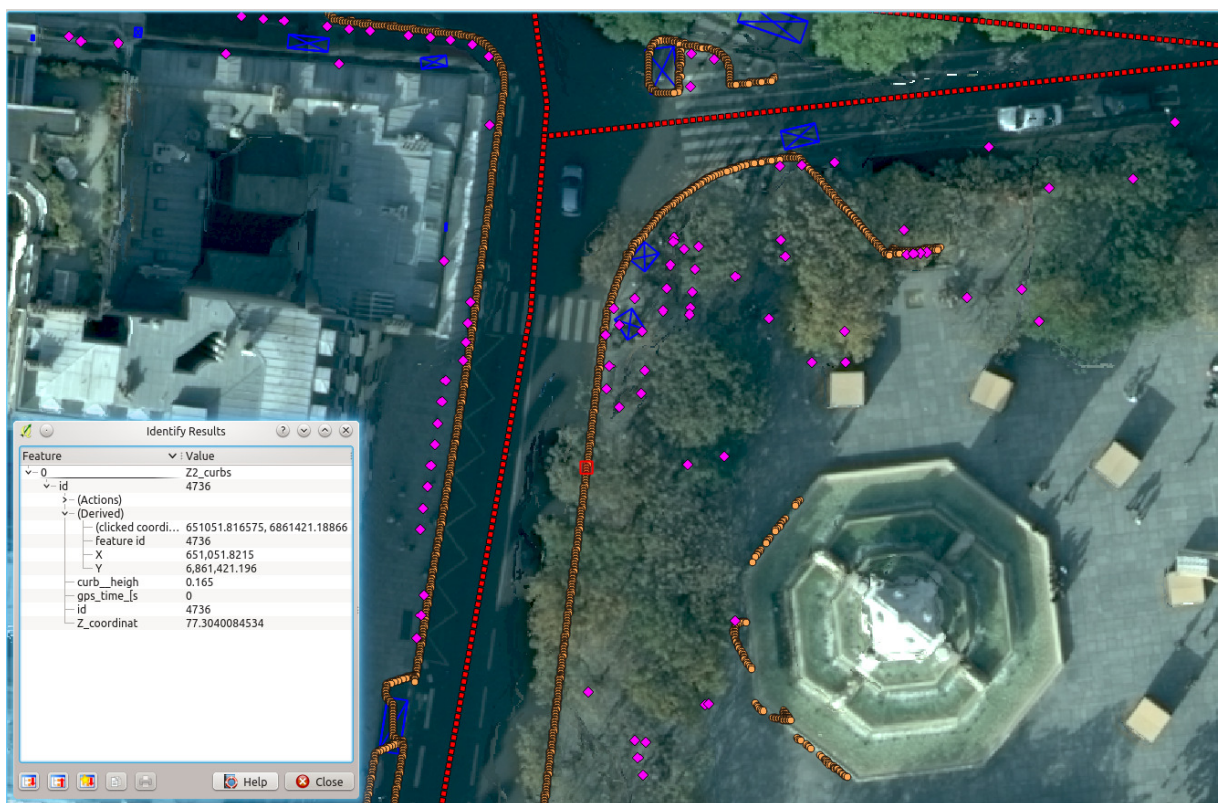 Identify Results
Feature Value
0 Z2_curbs
id 4736
(Actions)
(Derived)
(clicked coordi... 651051.816575, 6861421.18866
feature id 4736
X 651,051.8215
Y 6,861,421.196
curb__heigh 0.165
gps_time_[s 0
id 4736
Z_coordinat 77.3040084534
Help Close